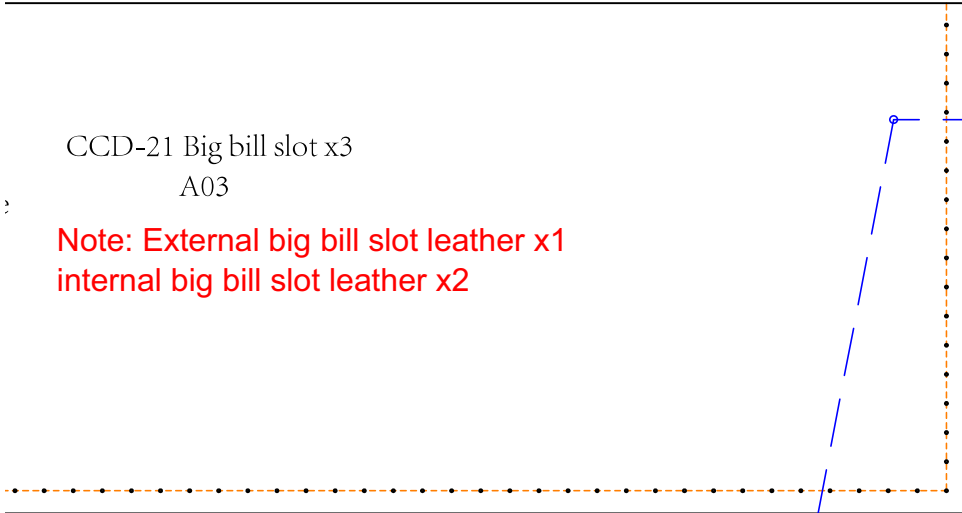 CCD-21 Big bill slot x3
A03
Note: External big bill slot leather x1
internal big bill slot leather x2